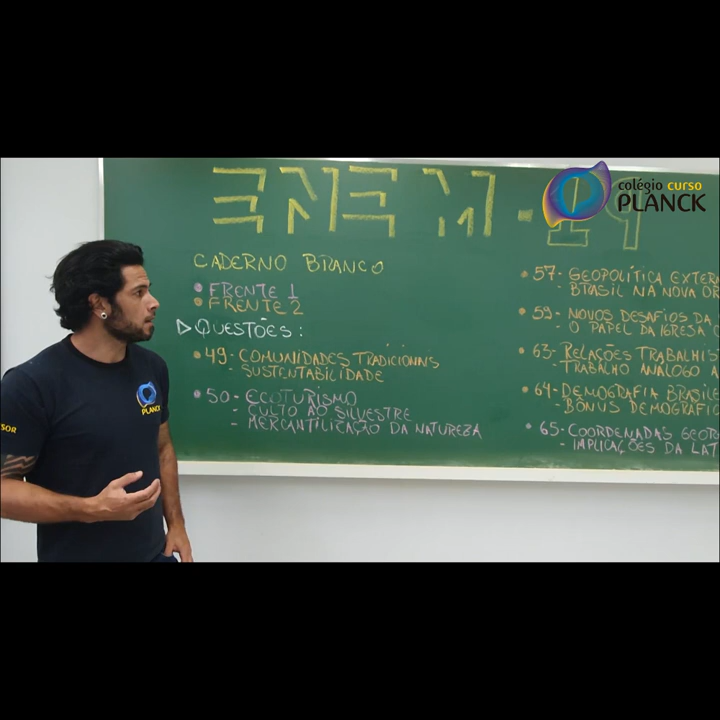 ENEM-19
colégio curso
PLANCK
CADERNO BRANCO
• FRENTE 1
• FRENTE 2
QUESTÕES:
• 49- COMUNIDADES TRADICIONAIS
- SUSTENTABILIDADE
• 50- ECOTURISMO
- CULTO AO SILVESTRE
- MERCANTILIZAÇÃO DA NATUREZA
• 57- GEOPOLÍTICA EXTER
- BRASIL NA NOVA OR
• 59- NOVOS DESAFIOS DA
- O PAPEL DA IGREJA
• 63- RELAÇÕES TRABALHIS
- TRABALHO ANÁLOGO A
• 64- DEMOGRAFIA BRASILE
- BÔNUS DEMOGRÁFIC
• 65- COORDENADAS GEO
- IMPLICAÇÕES DA LAT
PLANCK
SOR